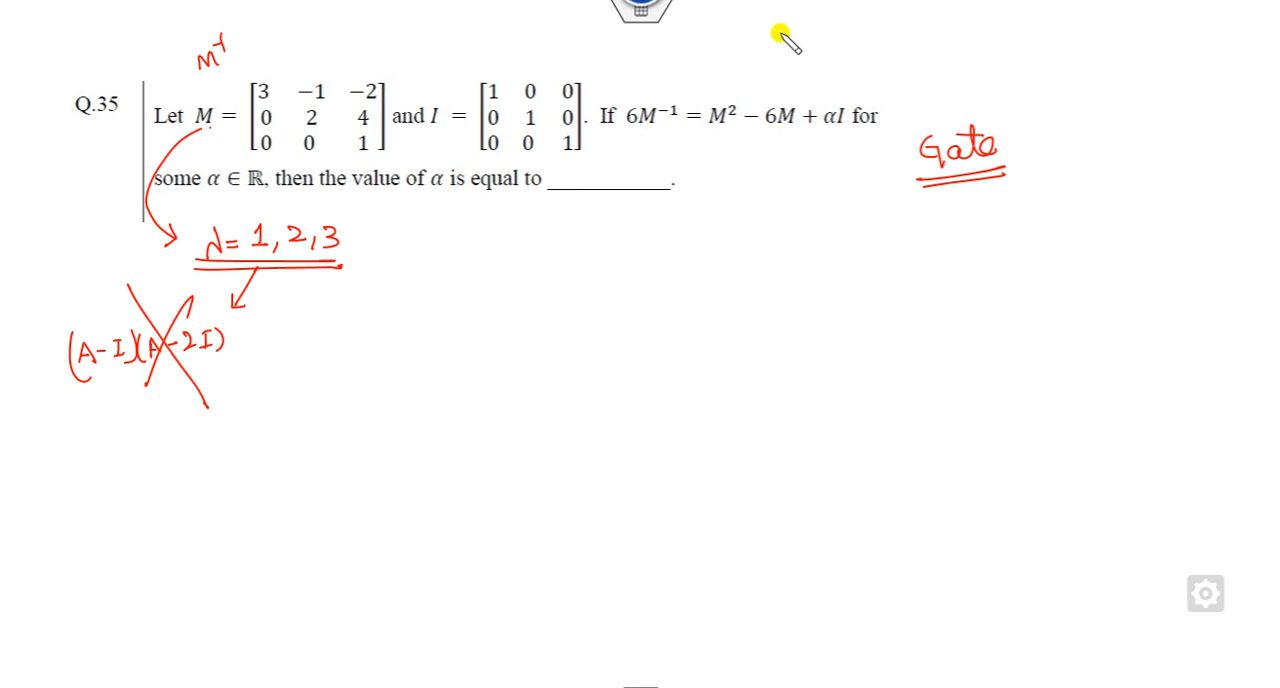 M⁻¹
Q.35
Let M = [3 −1 −2; 0 2 4; 0 0 1] and I = [1 0 0; 0 1 0; 0 0 1]. If 6M⁻¹ = M² − 6M + αI for
some α ∈ ℝ, then the value of α is equal to ____________.
Gate
λ = 1, 2, 3
(A-I)(A-2I)